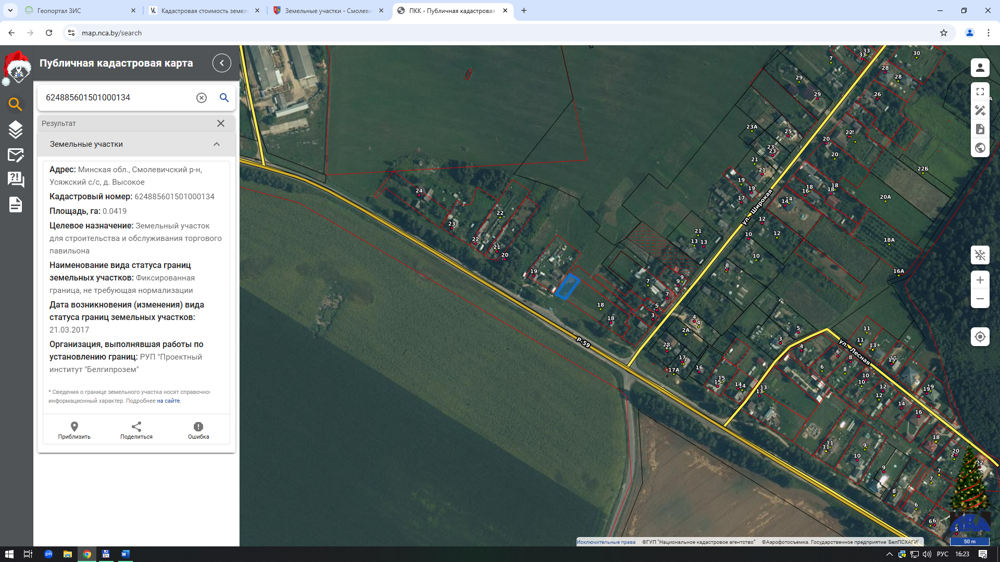 Геопортал ЗИС
Кадастровая стоимость земель
Земельные участки - Смолеви
ПКК - Публичная кадастровая
map.nca.by/search
Публичная кадастровая карта
624885601501000134
Результат
Земельные участки
Адрес: Минская обл., Смолевичский р-н,
Усяжский с/с, д. Высокое
Кадастровый номер: 624885601501000134
Площадь, га: 0.0419
Целевое назначение: Земельный участок
для строительства и обслуживания торгового
павильона
Наименование вида статуса границ
земельных участков: Фиксированная
граница, не требующая нормализации
Дата возникновения (изменения) вида
статуса границ земельных участков:
21.03.2017
Организация, выполнявшая работы по
установлению границ: РУП "Проектный
институт "Белгипрозем"
* Сведения о границе земельного участка носят справочно-
информационный характер. Подробнее на сайте.
Приблизить
Поделиться
Ошибка
33
33
30
7
28
28
29
29
26
23А
25
22
20
23
23
20
21
21
22Б
19
19
17
18
16
18
18
14
14
20А
24
22
23
22
21
20
12
12
21
13
13
10
10
18А
ул. Широкая
19
8
16А
7
9
9
7
5
3
18
18
4
4
2А
5
3
4
Р-59
17
17А
16
15
15
14
13
13
11
11
13
ул. Лесная
6
8
6
8
15
10
10
12
12
19
19
14
16
18
11
11
9
10
20
22
9
7
7
8
6
6
6
5
Исключительные права
©ГУП "Национальное кадастровое агентство"
©Аэрофотосъемка. Государственное предприятие 'БелПСХАГИ'
НКА
50 m
РУС
16:23